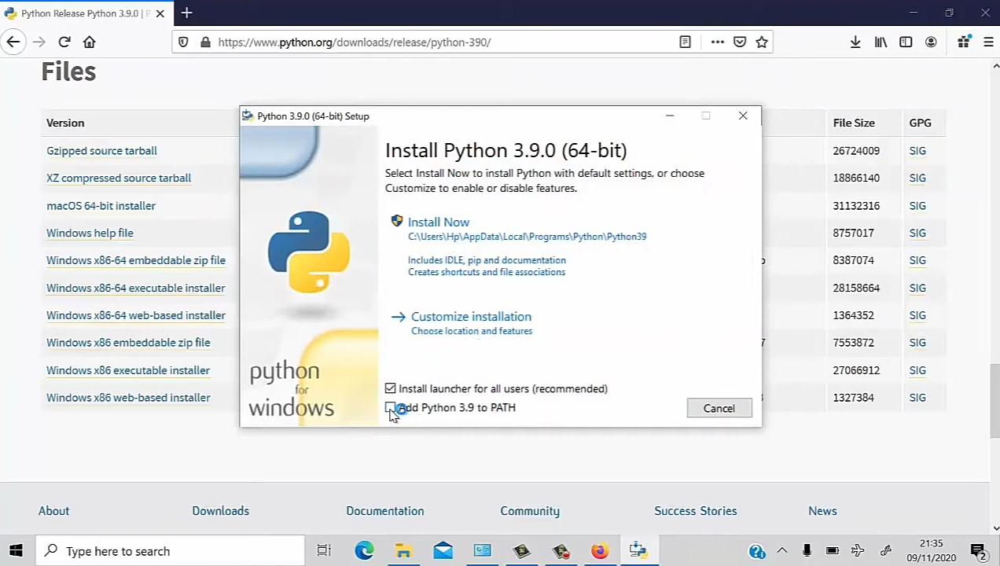 Python Release Python 3.9.0 | P
https://www.python.org/downloads/release/python-390/
Files
Version
File Size
GPG
Gzipped source tarball
26724009
SIG
XZ compressed source tarball
18866140
SIG
macOS 64-bit installer
31132316
SIG
Windows help file
8757017
SIG
Windows x86-64 embeddable zip file
8387074
SIG
Windows x86-64 executable installer
28158664
SIG
Windows x86-64 web-based installer
1364352
SIG
Windows x86 embeddable zip file
7
7553872
SIG
Windows x86 executable installer
27066912
SIG
Windows x86 web-based installer
1327384
SIG
Python 3.9.0 (64-bit) Setup
Install Python 3.9.0 (64-bit)
Select Install Now to install Python with default settings, or choose
Customize to enable or disable features.
Install Now
C:\Users\Hp\AppData\Local\Programs\Python\Python39
Includes IDLE, pip and documentation
Creates shortcuts and file associations
Customize installation
Choose location and features
python
for
windows
Install launcher for all users (recommended)
Add Python 3.9 to PATH
Cancel
About
Downloads
Documentation
Community
Success Stories
News
Type here to search
21:35
09/11/2020
2